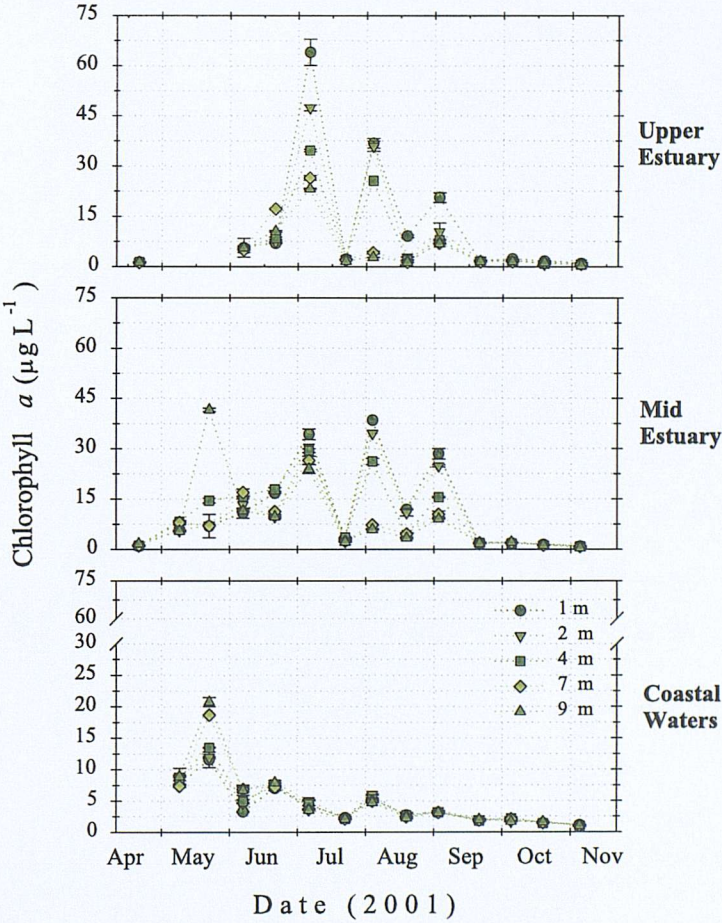 75
60
45
30
15
0
Upper
Estuary
75
60
45
30
15
0
Mid
Estuary
Chlorophyll a (µg L⁻¹)
75
60
30
25
20
15
10
5
0
1 m
2 m
4 m
7 m
9 m
Coastal
Waters
Apr May Jun Jul Aug Sep Oct Nov
Date (2001)